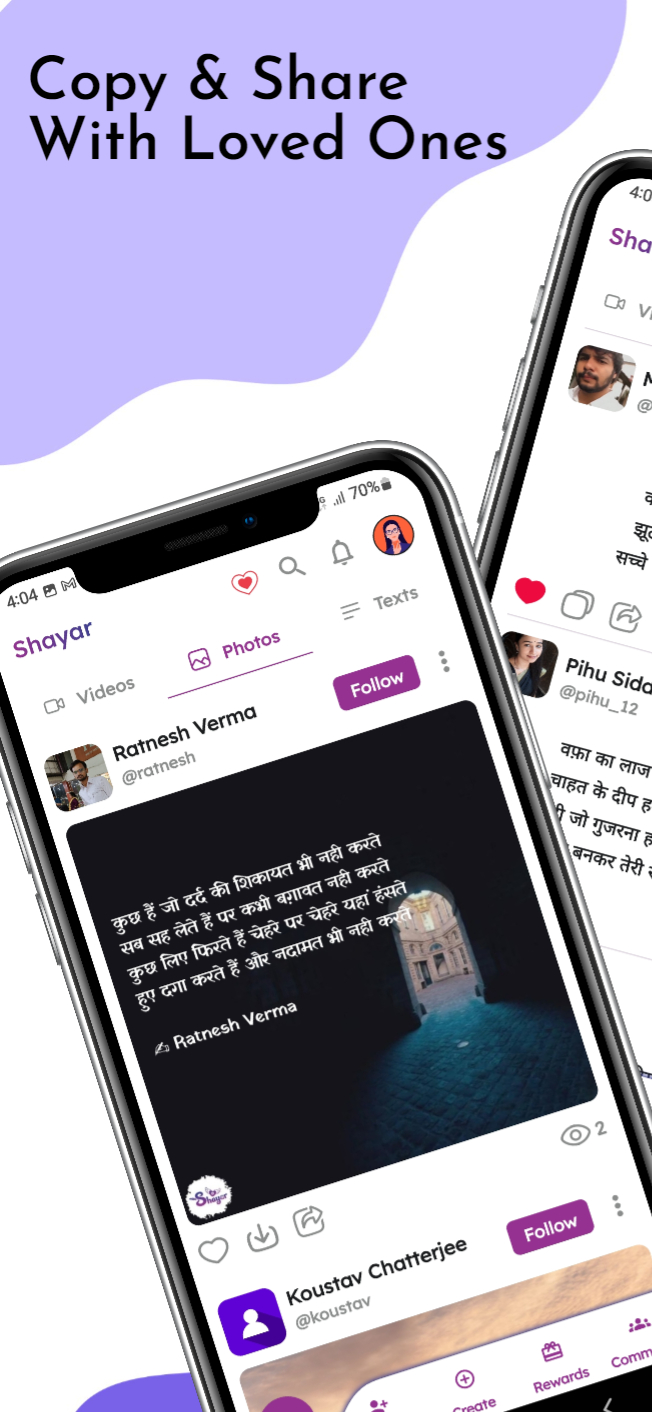 Copy & Share
With Loved Ones
4:04
70%
Shayar
Videos
Photos
Texts
Ratnesh Verma
@ratnesh
Follow
कुछ हैं जो दर्द की शिकायत भी नही करते
सब सह लेते हैं पर कभी बग़ावत नही करते
कुछ लिए फिरते हैं चेहरे पर चेहरे यहां हंसते
हुए दगा करते हैं और नदामत भी नही करते
✍ Ratnesh Verma
Shayar
2
Koustav Chatterjee
@koustav
Follow
Create
Rewards
Comm
4:0
Sha
Vi
M
@
झू
सच्चे
Pihu Sidd
@pihu_12
वफ़ा का लाज
चाहत के दीप ह
जो गुजरना ह
बनकर तेरी